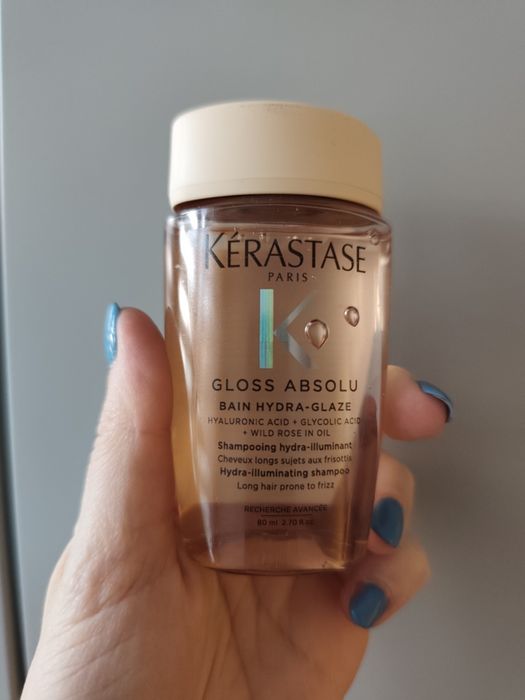 KÉRASTASE
PARIS
K
GLOSS ABSOLU
BAIN HYDRA-GLAZE
HYALURONIC ACID + GLYCOLIC ACID
+ WILD ROSE IN OIL
Shampooing hydra-illuminant
Cheveux longs sujets aux frisottis
Hydra-illuminating shampoo
Long hair prone to frizz
RECHERCHE AVANCÉE
80 ml 2.70 fl.oz